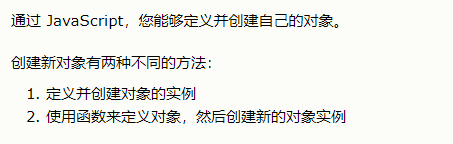 通过 JavaScript，您能够定义并创建自己的对象。
创建新对象有两种不同的方法：
1. 定义并创建对象的实例
2. 使用函数来定义对象，然后创建新的对象实例